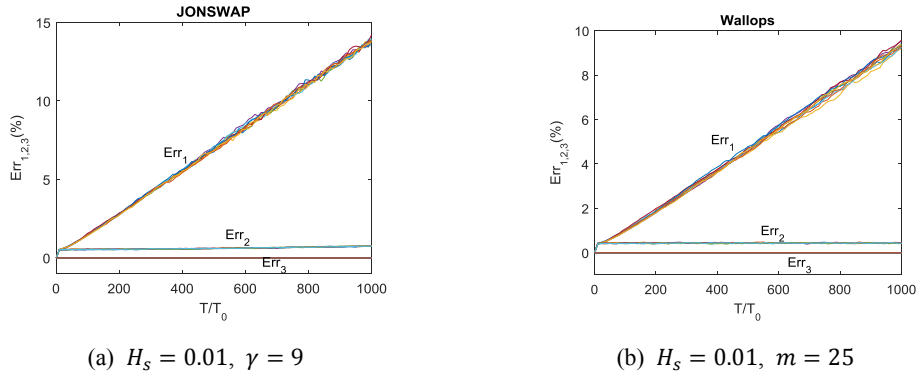 JONSWAP
15
10
5
0
Err₁,₂,₃(%)
Err₁
Err₂
Err₃
0 200 400 600 800 1000
T/T₀
(a) Hₛ = 0.01, γ = 9
Wallops
10
8
6
4
2
0
Err₁,₂,₃(%)
Err₁
Err₂
Err₃
0 200 400 600 800 1000
T/T₀
(b) Hₛ = 0.01, m = 25